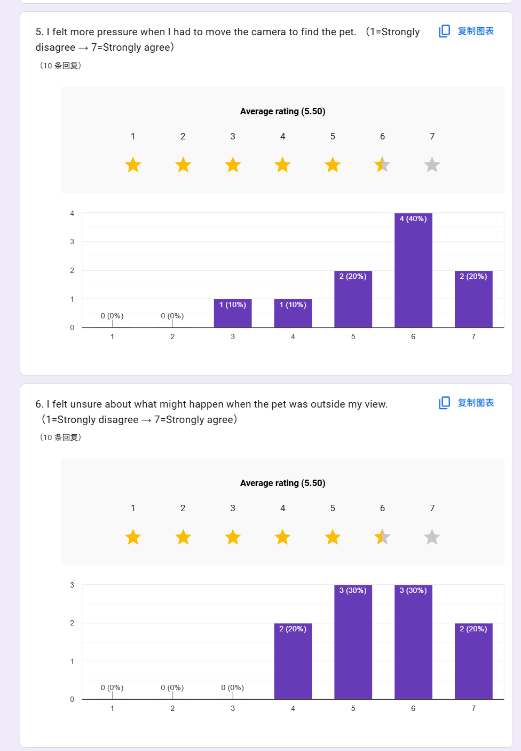 5. I felt more pressure when I had to move the camera to find the pet. （1=Strongly
disagree → 7=Strongly agree）
复制图表
（10 条回复）
Average rating (5.50)
1 2 3 4 5 6 7
4
3
2
1
0
0 (0%) 0 (0%) 1 (10%) 1 (10%) 2 (20%) 4 (40%) 2 (20%)
1 2 3 4 5 6 7
6. I felt unsure about what might happen when the pet was outside my view.
（1=Strongly disagree → 7=Strongly agree）
复制图表
（10 条回复）
Average rating (5.50)
1 2 3 4 5 6 7
3
2
1
0
0 (0%) 0 (0%) 0 (0%) 2 (20%) 3 (30%) 3 (30%) 2 (20%)
1 2 3 4 5 6 7